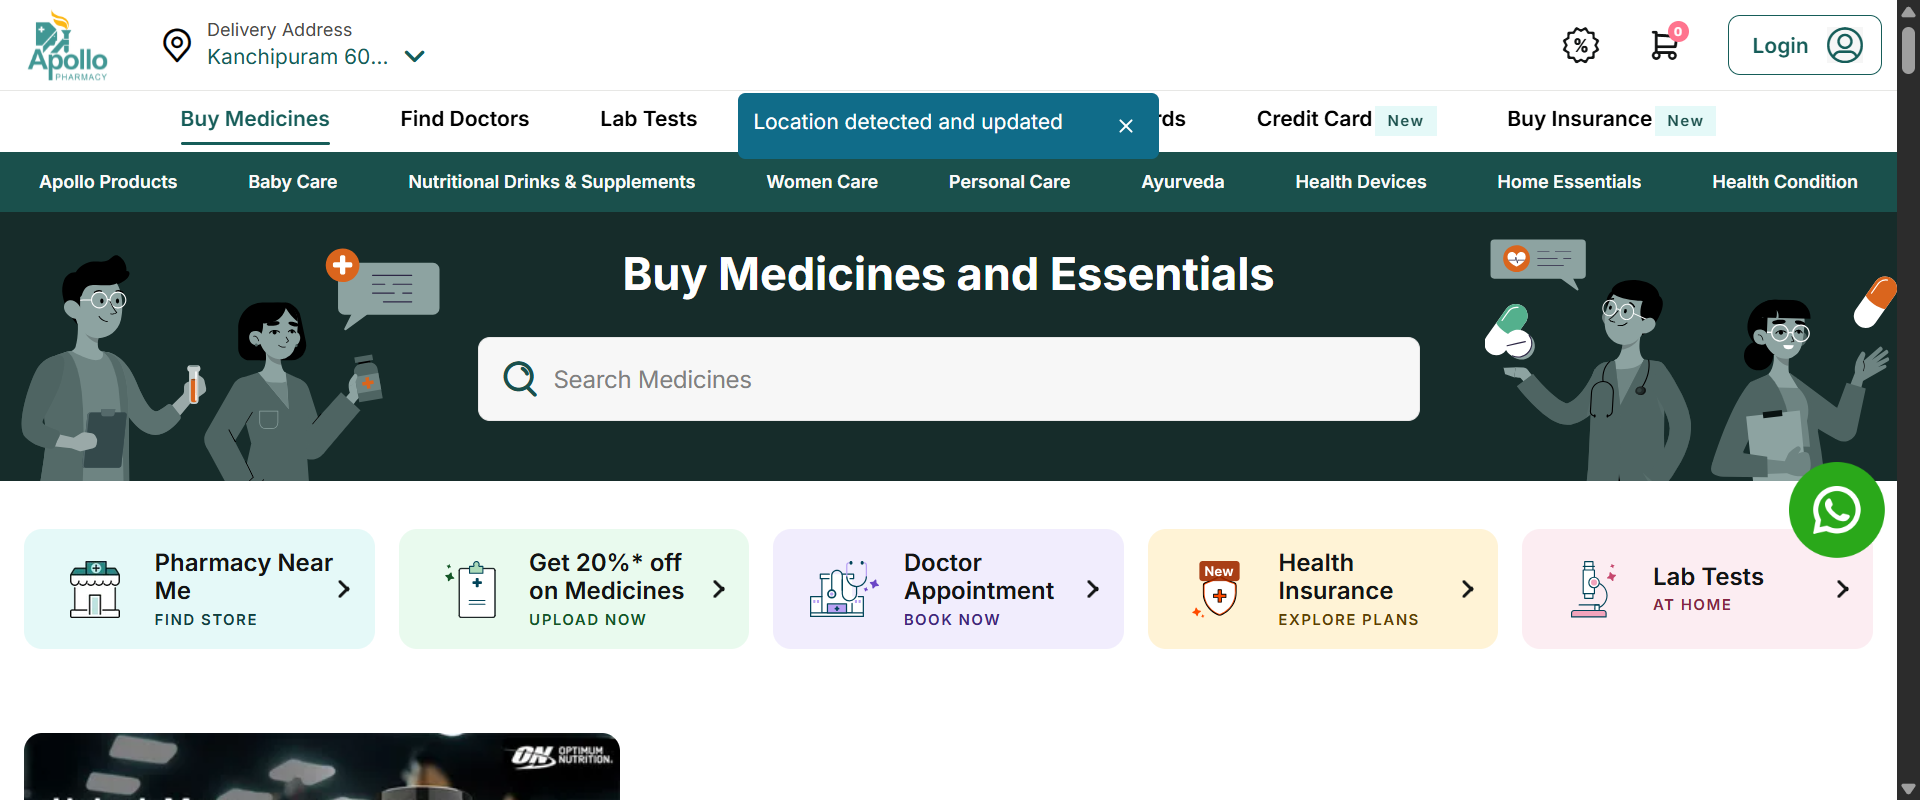 Apollo
PHARMACY
Delivery Address
Kanchipuram 60...
%
0
Login
Buy Medicines
Find Doctors
Lab Tests
Location detected and updated
Credit Card New
Buy Insurance New
Apollo Products
Baby Care
Nutritional Drinks & Supplements
Women Care
Personal Care
Ayurveda
Health Devices
Home Essentials
Health Condition
Buy Medicines and Essentials
Search Medicines
Pharmacy Near
Me
FIND STORE
Get 20%* off
on Medicines
UPLOAD NOW
Doctor
Appointment
BOOK NOW
New
Health
Insurance
EXPLORE PLANS
Lab Tests
AT HOME
ON OPTIMUM
NUTRITION.